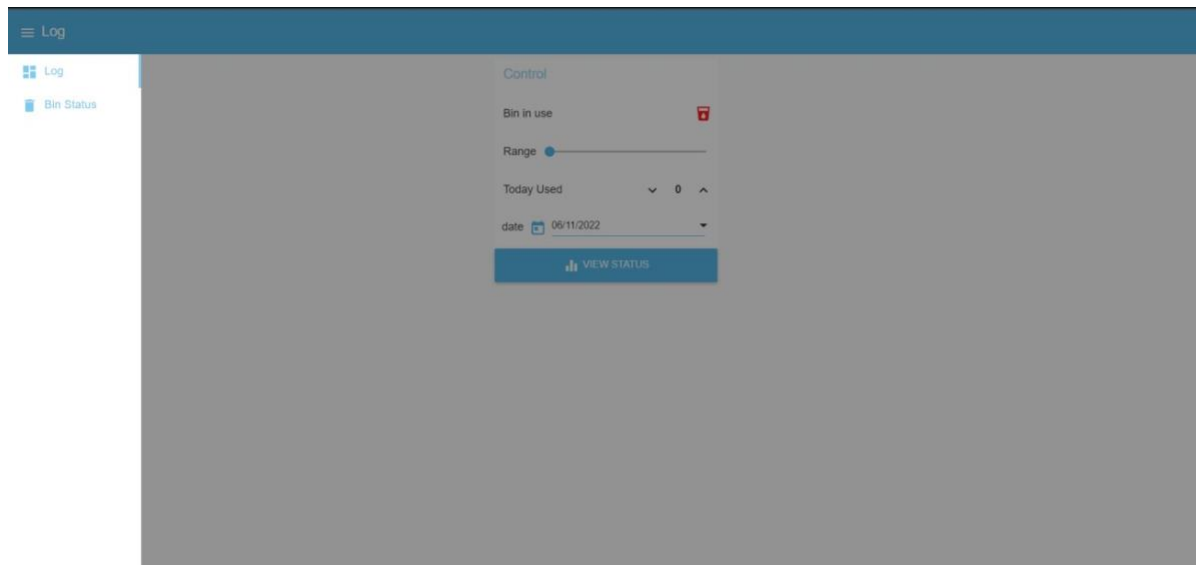 Log
Log
Bin Status
Control
Bin in use
Range
Today Used 0
date 06/11/2022
VIEW STATUS